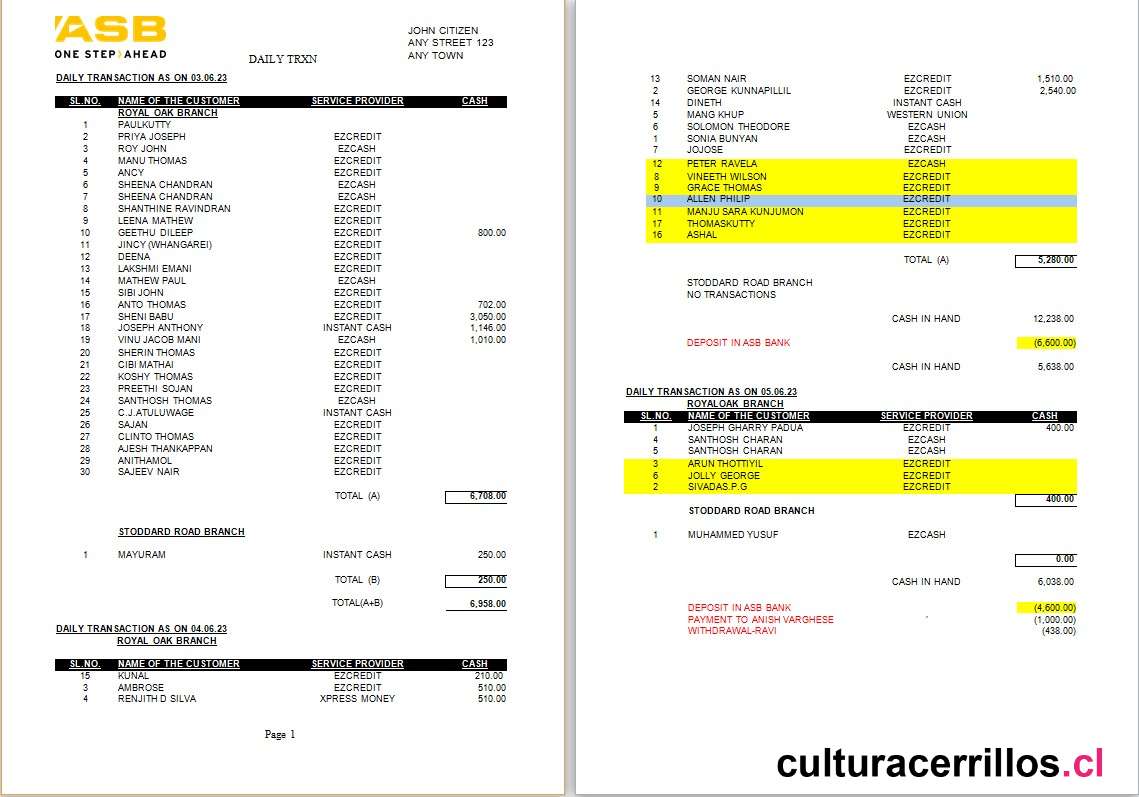 ASB
ONE STEP AHEAD
JOHN CITIZEN
ANY STREET 123
ANY TOWN
DAILY TRXN
DAILY TRANSACTION AS ON 03.06.23
SL.NO. NAME OF THE CUSTOMER SERVICE PROVIDER CASH
ROYAL OAK BRANCH
1 PAULKUTTY
2 PRIYA JOSEPH EZCREDIT
3 ROY JOHN EZCASH
4 MANU THOMAS EZCREDIT
5 ANCY EZCREDIT
6 SHEENA CHANDRAN EZCASH
7 SHEENA CHANDRAN EZCASH
8 SHANTHINE RAVINDRAN EZCREDIT
9 LEENA MATHEW EZCREDIT
10 GEETHU DILEEP EZCREDIT 800.00
11 JINCY (WHANGAREI) EZCREDIT
12 DEENA EZCREDIT
13 LAKSHMI EMANI EZCREDIT
14 MATHEW PAUL EZCASH
15 SIBI JOHN EZCREDIT
16 ANTO THOMAS EZCREDIT 702.00
17 SHENI BABU EZCREDIT 3,050.00
18 JOSEPH ANTHONY INSTANT CASH 1,146.00
19 VINU JACOB MANI EZCASH 1,010.00
20 SHERIN THOMAS EZCREDIT
21 CIBI MATHAI EZCREDIT
22 KOSHY THOMAS EZCREDIT
23 PREETHI SOJAN EZCREDIT
24 SANTHOSH THOMAS EZCASH
25 C.J.ATULUWAGE INSTANT CASH
26 SAJAN EZCREDIT
27 CLINTO THOMAS EZCREDIT
28 AJESH THANKAPPAN EZCREDIT
29 ANITHAMOL EZCREDIT
30 SAJEEV NAIR EZCREDIT
TOTAL (A) 6,708.00
STODDARD ROAD BRANCH
1 MAYURAM INSTANT CASH 250.00
TOTAL (B) 250.00
TOTAL(A+B) 6,958.00
DAILY TRANSACTION AS ON 04.06.23
ROYAL OAK BRANCH
SL.NO. NAME OF THE CUSTOMER SERVICE PROVIDER CASH
15 KUNAL EZCREDIT 210.00
3 AMBROSE EZCREDIT 510.00
4 RENJITH D SILVA XPRESS MONEY 510.00
Page 1
13 SOMAN NAIR EZCREDIT 1,510.00
2 GEORGE KUNNAPILLIL EZCREDIT 2,540.00
14 DINETH INSTANT CASH
5 MANG KHUP WESTERN UNION
6 SOLOMON THEODORE EZCASH
1 SONIA BUNYAN EZCASH
7 JOJOSE EZCREDIT
12 PETER RAVELA EZCASH
8 VINEETH WILSON EZCREDIT
9 GRACE THOMAS EZCREDIT
10 ALLEN PHILIP EZCREDIT
11 MANJU SARA KUNJUMON EZCREDIT
17 THOMASKUTTY EZCREDIT
16 ASHAL EZCREDIT
TOTAL (A) 5,280.00
STODDARD ROAD BRANCH
NO TRANSACTIONS
CASH IN HAND 12,238.00
DEPOSIT IN ASB BANK (6,600.00)
CASH IN HAND 5,638.00
DAILY TRANSACTION AS ON 05.06.23
ROYALOAK BRANCH
SL.NO. NAME OF THE CUSTOMER SERVICE PROVIDER CASH
1 JOSEPH GHARRY PADUA EZCREDIT 400.00
4 SANTHOSH CHARAN EZCASH
5 SANTHOSH CHARAN EZCASH
3 ARUN THOTTIYIL EZCREDIT
6 JOLLY GEORGE EZCREDIT
2 SIVADAS.P.G EZCREDIT
400.00
STODDARD ROAD BRANCH
1 MUHAMMED YUSUF EZCASH
0.00
CASH IN HAND 6,038.00
DEPOSIT IN ASB BANK (4,600.00)
PAYMENT TO ANISH VARGHESE (1,000.00)
WITHDRAWAL-RAVI (438.00)
culturacerrillos.cl